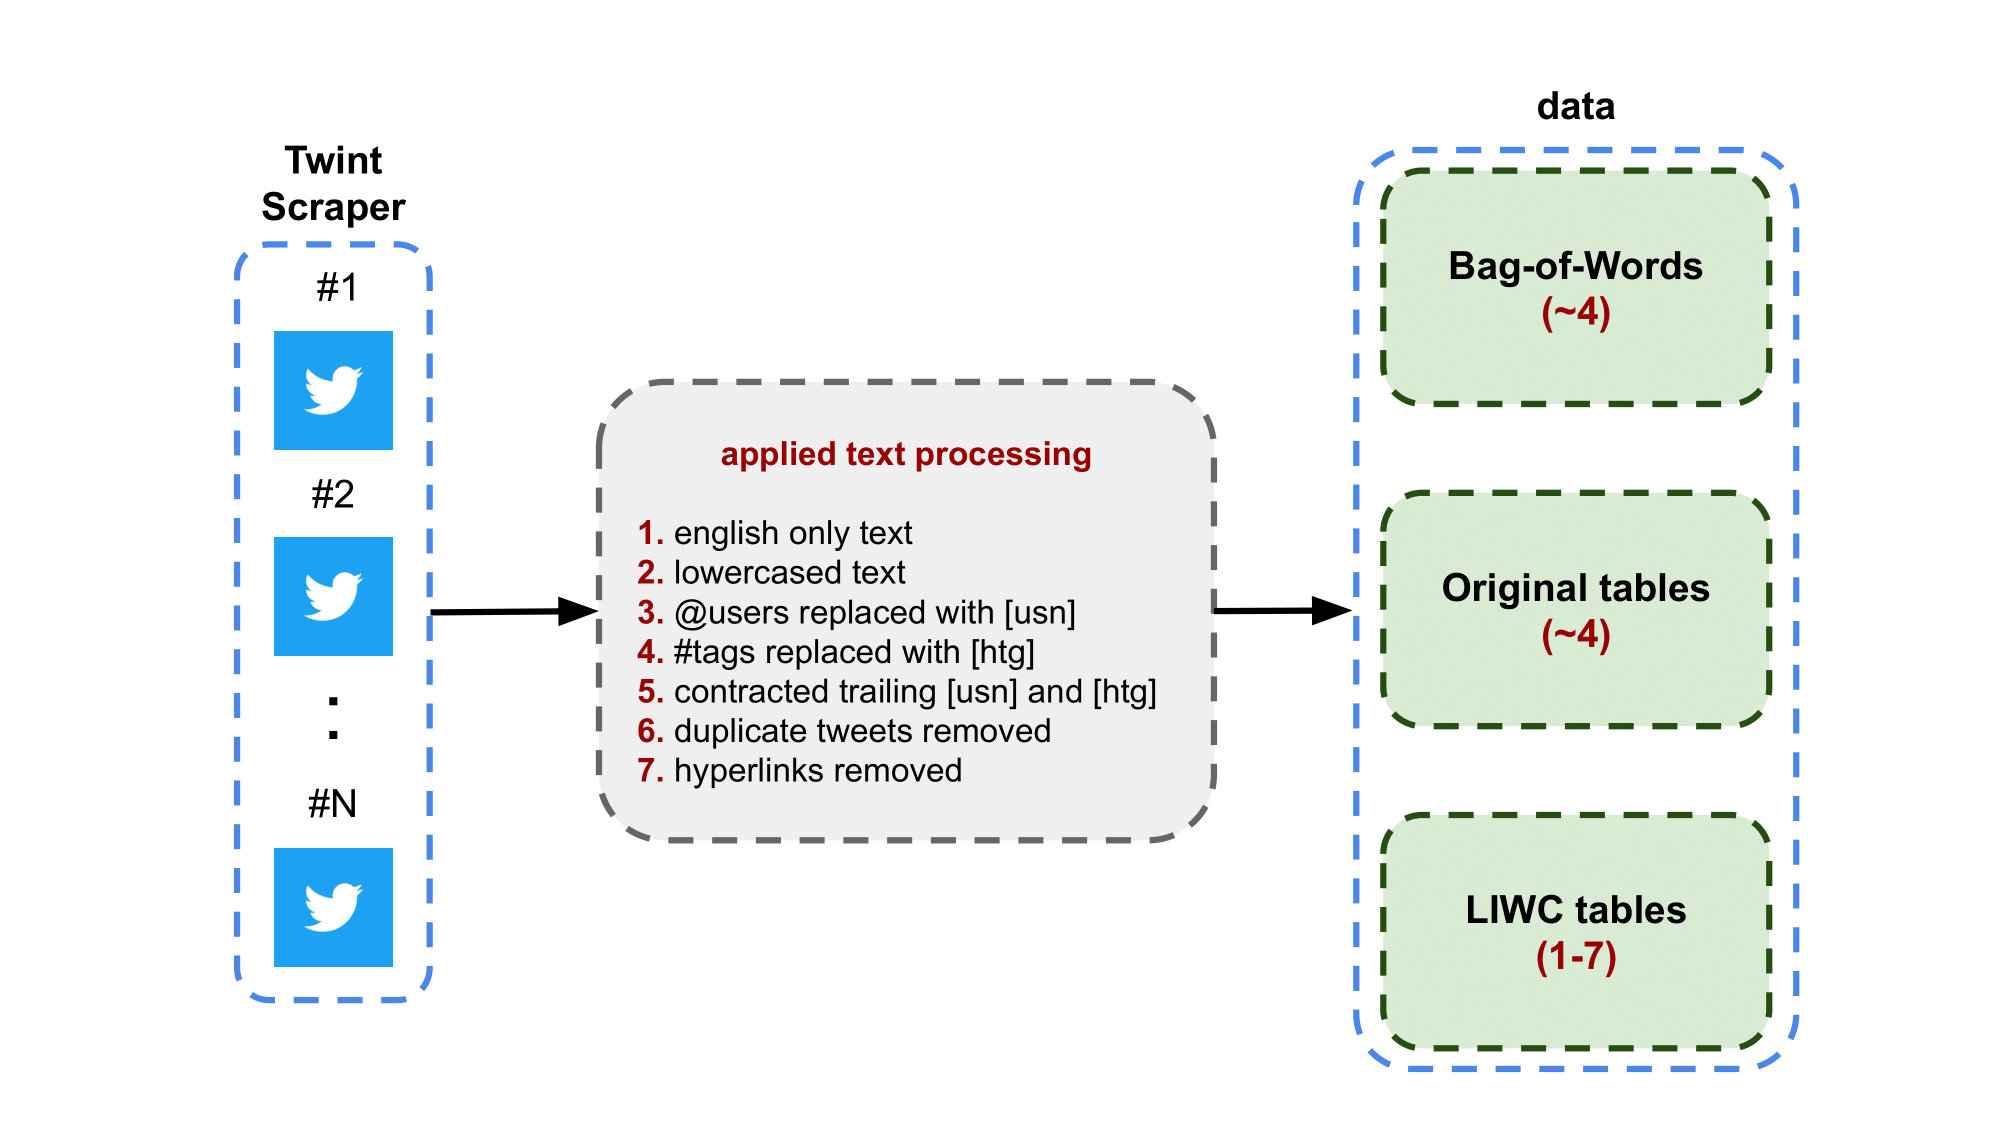 Twint
Scraper
#1
#2
:
#N
applied text processing
1. english only text
2. lowercased text
3. @users replaced with [usn]
4. #tags replaced with [htg]
5. contracted trailing [usn] and [htg]
6. duplicate tweets removed
7. hyperlinks removed
data
Bag-of-Words
(~4)
Original tables
(~4)
LIWC tables
(1-7)